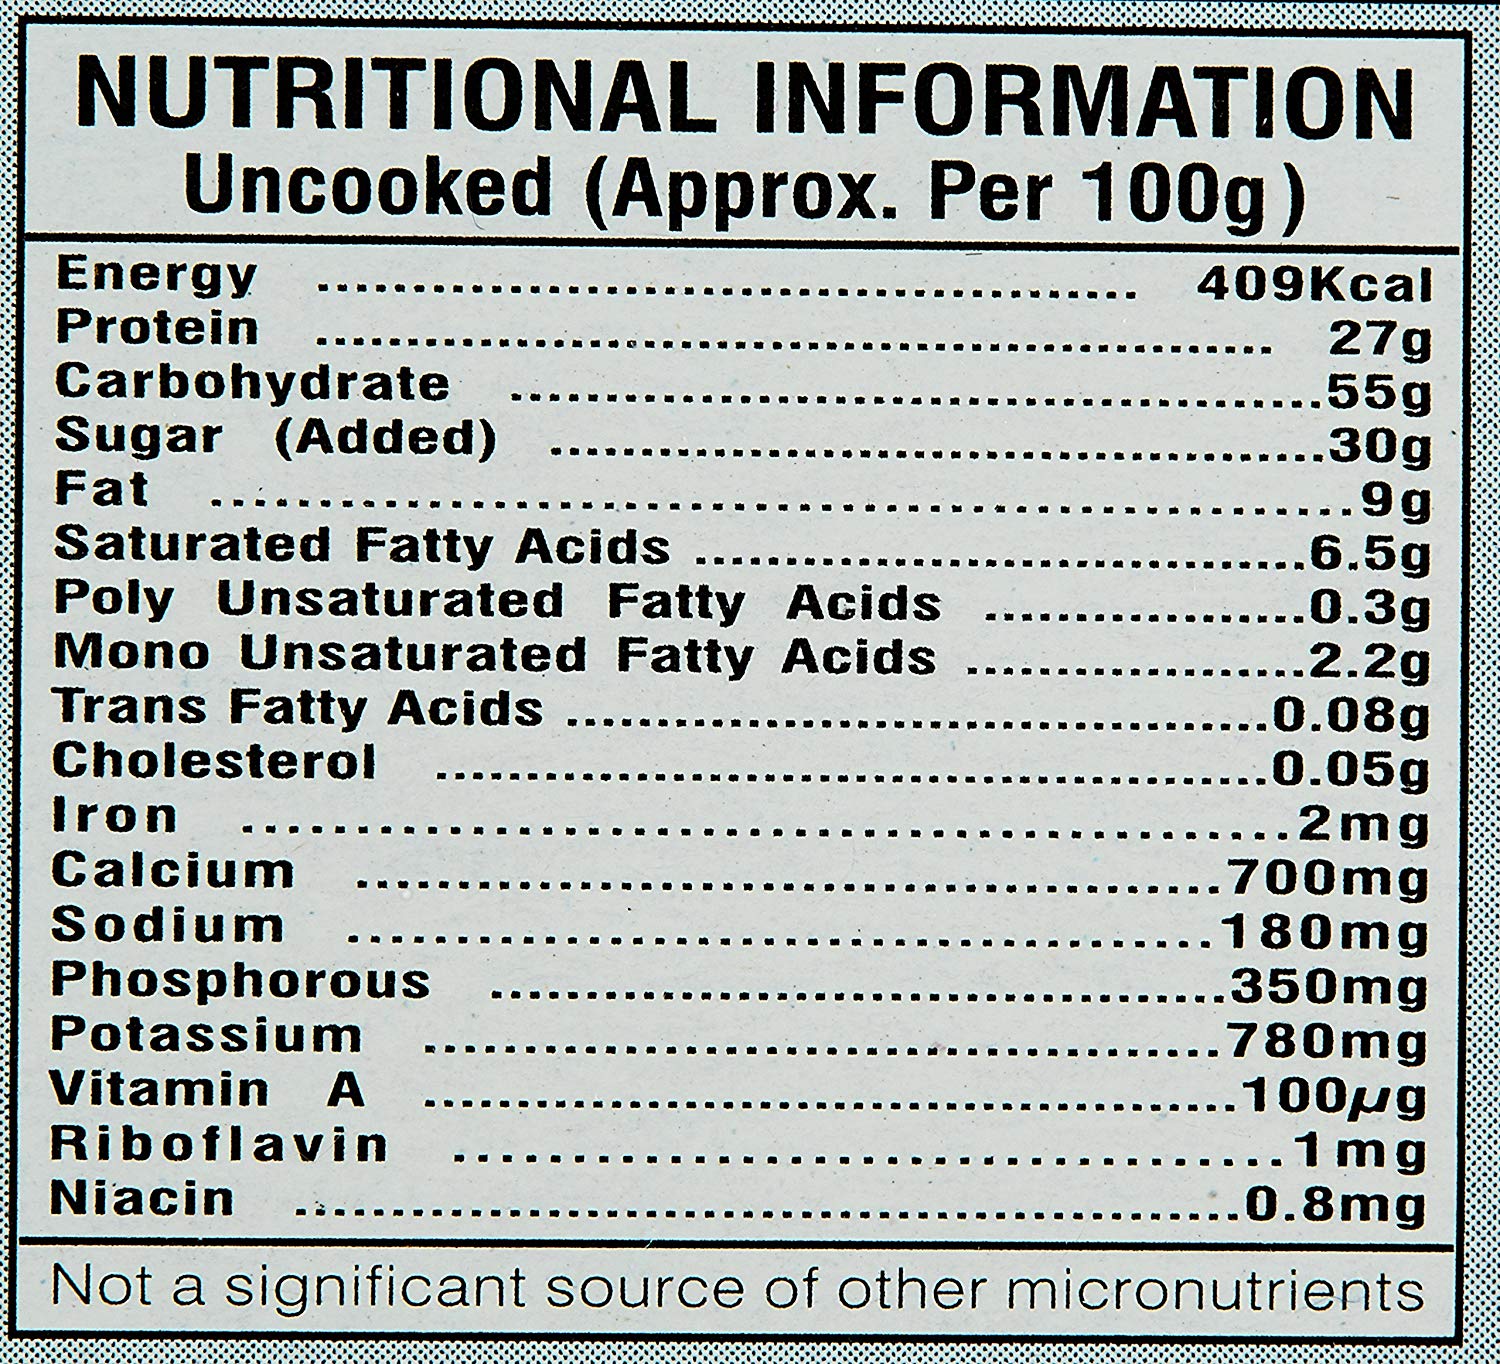 NUTRITIONAL INFORMATION
Uncooked (Approx. Per 100g)
Energy ........................................ 409Kcal
Protein ........................................ 27g
Carbohydrate ........................................55g
Sugar (Added) ........................................30g
Fat ........................................9g
Saturated Fatty Acids ........................................6.5g
Poly Unsaturated Fatty Acids ........................................0.3g
Mono Unsaturated Fatty Acids ........................................2.2g
Trans Fatty Acids ........................................0.08g
Cholesterol ........................................0.05g
Iron ........................................2mg
Calcium ........................................700mg
Sodium ........................................180mg
Phosphorous ........................................350mg
Potassium ........................................780mg
Vitamin A ........................................100µg
Riboflavin ........................................1mg
Niacin ........................................0.8mg
Not a significant source of other micronutrients